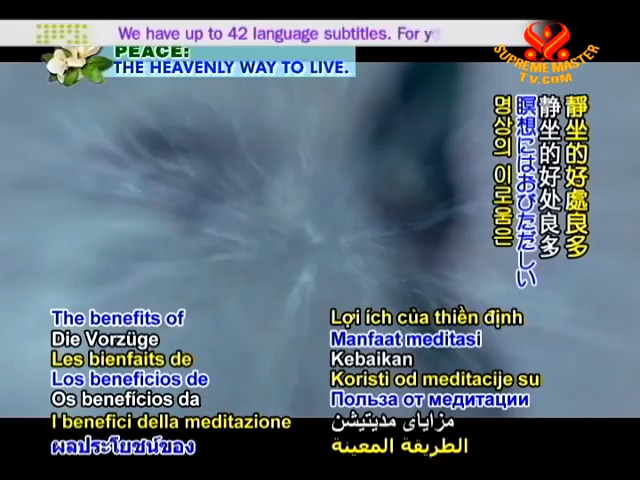 We have up to 42 language subtitles. For
PEACE:
THE HEAVENLY WAY TO LIVE.
SUPREME MASTER
TV.COM
靜坐的好處良多
静坐的好处良多
瞑想にはおびただしい
명상의 이로움은
The benefits of
Die Vorzüge
Les bienfaits de
Los beneficios de
Os benefícios da
I benefici della meditazione
ผลประโยชน์ของ
Lợi ích của thiền định
Manfaat meditasi
Kebaikan
Koristi od meditacije su
Польза от медитации
مزایای مدیتیشن
الطريقة المعينة